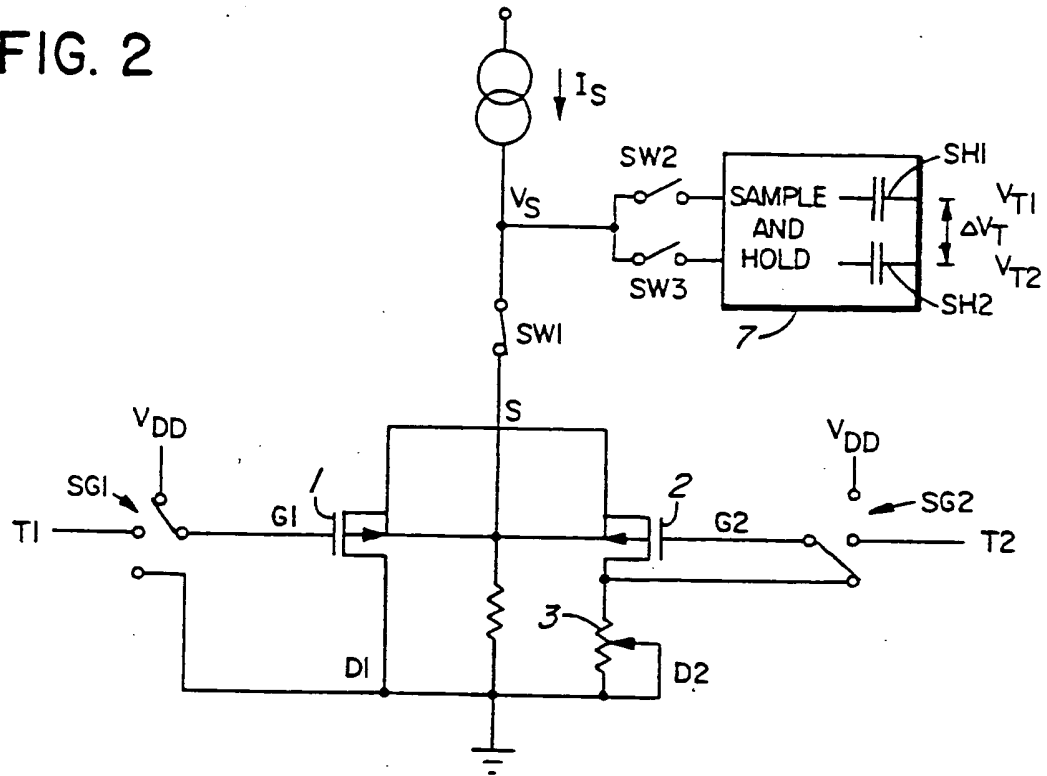 FIG. 2
I_S
SW2
SH1
V_S
SAMPLE
AND
HOLD
V_T1
ΔV_T
V_T2
SW3
SH2
7
SW1
S
V_DD
V_DD
SG1
1
2
SG2
T1
G1
G2
T2
3
D1
D2